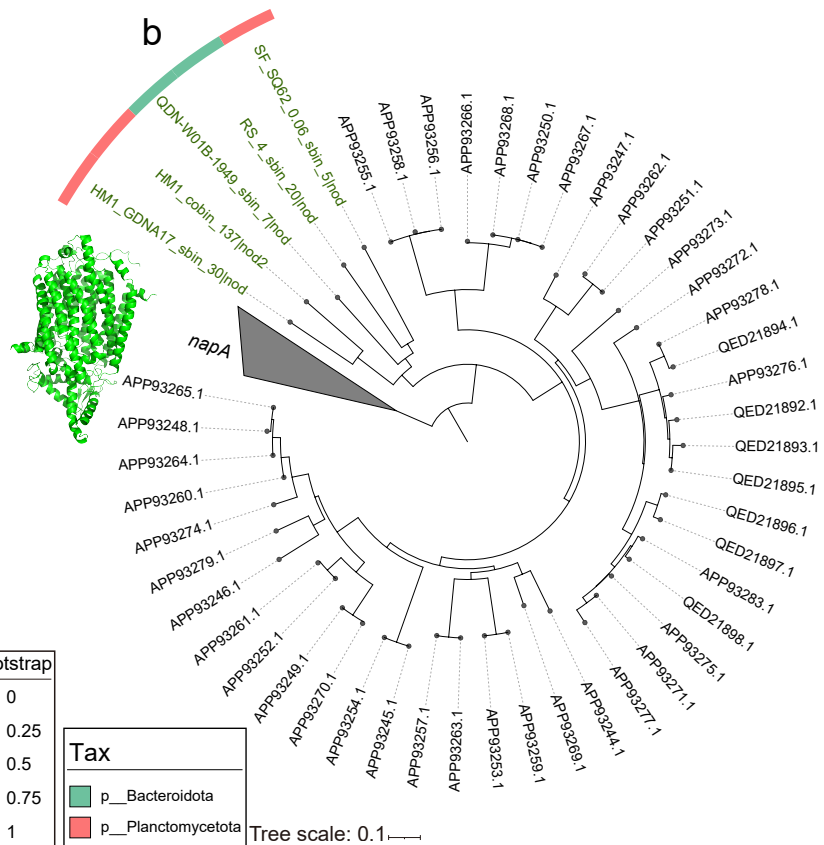 b
SF_SQ62_0.06_sbin_5|nod
QDN-W01B-1949_sbin_7|nod
RS_4_sbin_20|nod
HM1_cobin_137|nod2
HM1_GDNA17_sbin_30|nod
napA
APP93255.1
APP93258.1
APP93256.1
APP93266.1
APP93268.1
APP93250.1
APP93267.1
APP93247.1
APP93262.1
APP93251.1
APP93273.1
APP93272.1
APP93278.1
QED21894.1
APP93276.1
QED21892.1
QED21893.1
QED21895.1
QED21896.1
QED21897.1
APP93283.1
QED21898.1
APP93275.1
APP93271.1
APP93277.1
APP93244.1
APP93269.1
APP93259.1
APP93253.1
APP93263.1
APP93257.1
APP93245.1
APP93254.1
APP93270.1
APP93249.1
APP93252.1
APP93261.1
APP93246.1
APP93279.1
APP93274.1
APP93260.1
APP93264.1
APP93248.1
APP93265.1
otstrap
0
0.25
0.5
0.75
1
Tax
p__Bacteroidota
p__Planctomycetota
Tree scale: 0.1